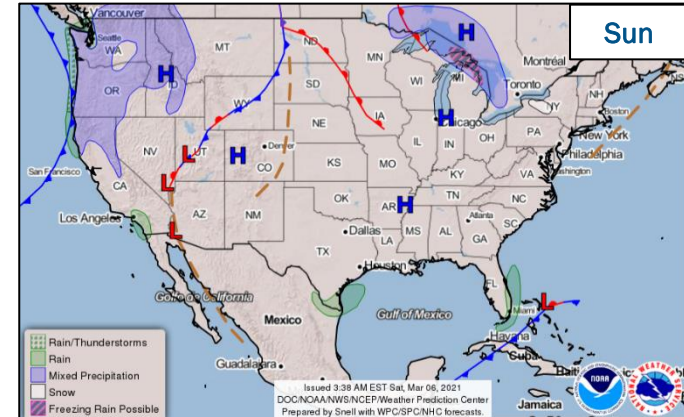 Sun
Vancouver
Seattle
WA
MT
ND
MN
H
Montréal
OR
H
ID
SD
WI
MI
Toronto
NH
NS
WY
IA
H
Chicago
NY
Boston
NE
New York
L
UT
H
Denver
IL
IN
OH
PA
Philadelphia
NV
CO
KS
MO
KY
Washington
San Francisco
L
VA
CA
OK
AR
H
TN
NC
Los Angeles
L
AZ
NM
Atlanta
SC
Dallas
MS
AL
GA
TX
LA
Houston
FL
Golfo de California
L
Mexico
Gulf of Mexico
Miami
Havana
Cuba
Guadalajara
Rain/Thunderstorms
Rain
Mixed Precipitation
Snow
Freezing Rain Possible
Issued 3:38 AM EST Sat, Mar 06, 2021
DOC/NOAA/NWS/NCEP/Weather Prediction Center
Prepared by Snell with WPC/SPC/NHC forecasts.
NOAA